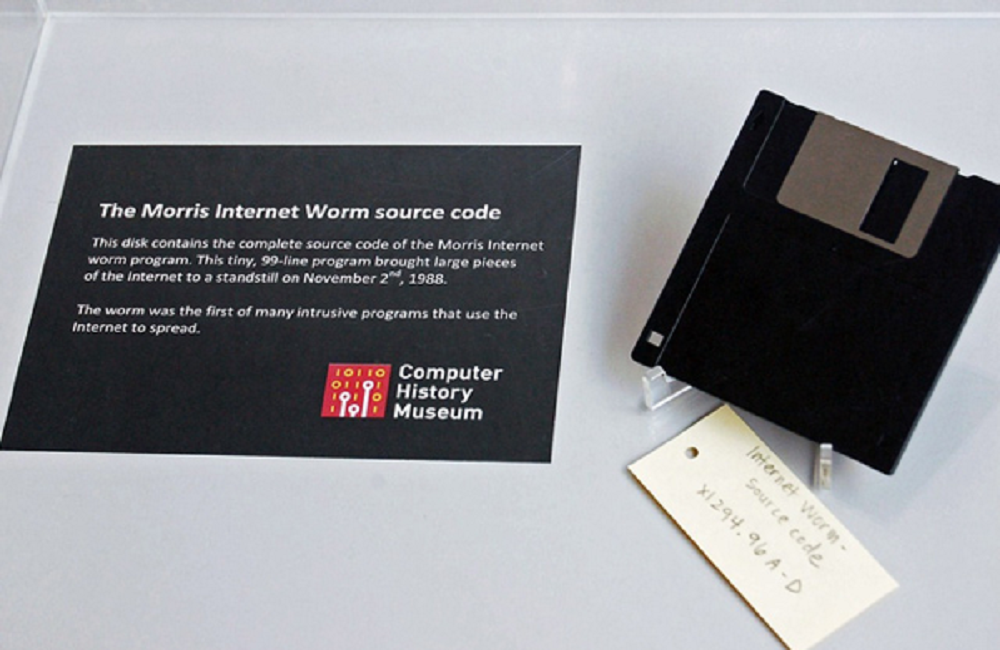 The Morris Internet Worm source code
This disk contains the complete source code of the Morris Internet
worm program. This tiny, 99-line program brought large pieces
of the Internet to a standstill on November 2nd, 1988.
The worm was the first of many intrusive programs that use the
Internet to spread.
Computer
History
Museum
Internet Worm-
source code
X1294.96 A-D